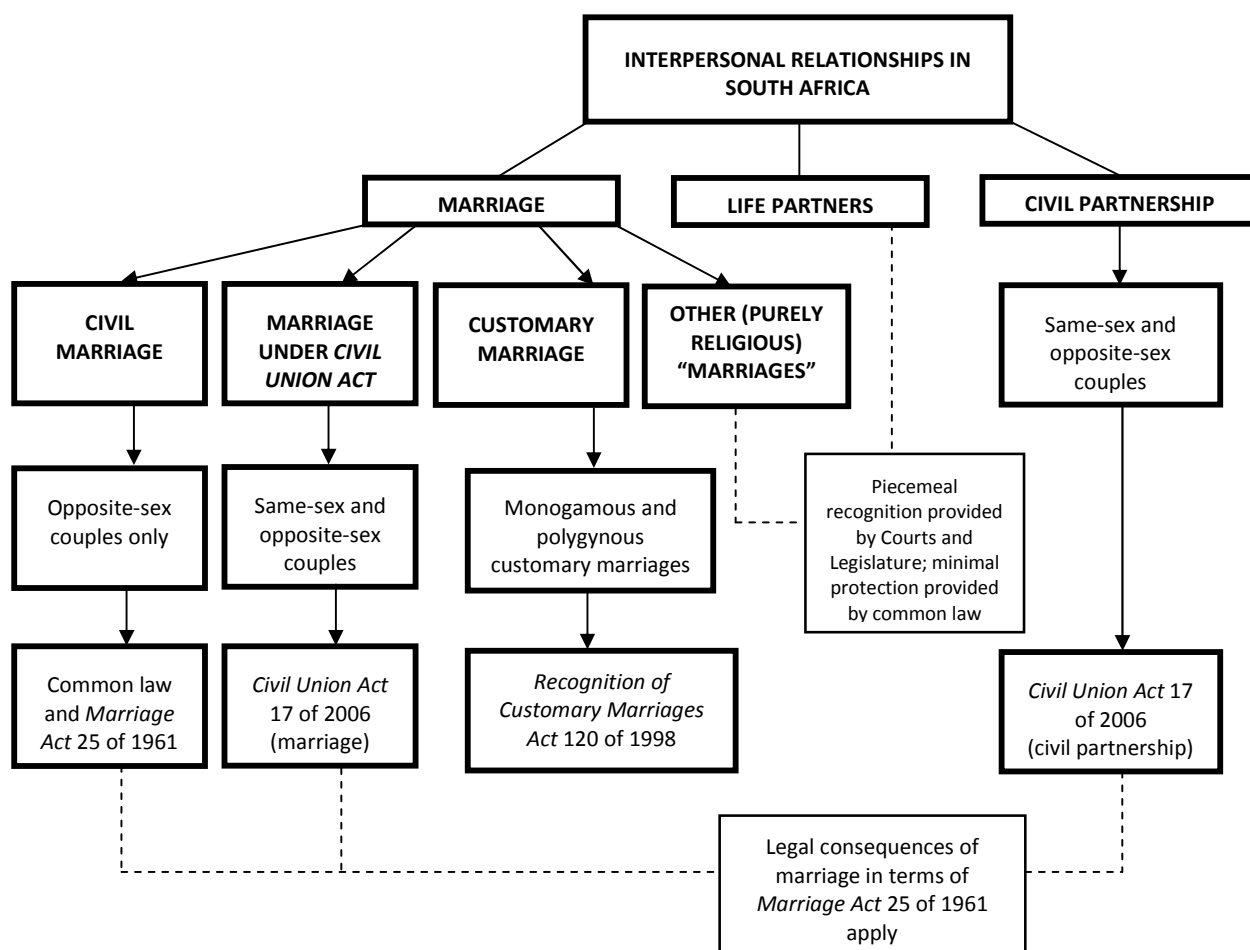 INTERPERSONAL RELATIONSHIPS IN
SOUTH AFRICA
MARRIAGE
LIFE PARTNERS
CIVIL PARTNERSHIP
CIVIL
MARRIAGE
MARRIAGE
UNDER CIVIL
UNION ACT
CUSTOMARY
MARRIAGE
OTHER (PURELY
RELIGIOUS)
“MARRIAGES”
Same-sex and
opposite-sex
couples
Opposite-sex
couples only
Same-sex and
opposite-sex
couples
Monogamous and
polygynous
customary marriages
Piecemeal
recognition provided
by Courts and
Legislature; minimal
protection provided
by common law
Common law
and Marriage
Act 25 of 1961
Civil Union Act
17 of 2006
(marriage)
Recognition of
Customary Marriages
Act 120 of 1998
Civil Union Act 17
of 2006
(civil partnership)
Legal consequences of
marriage in terms of
Marriage Act 25 of 1961
apply